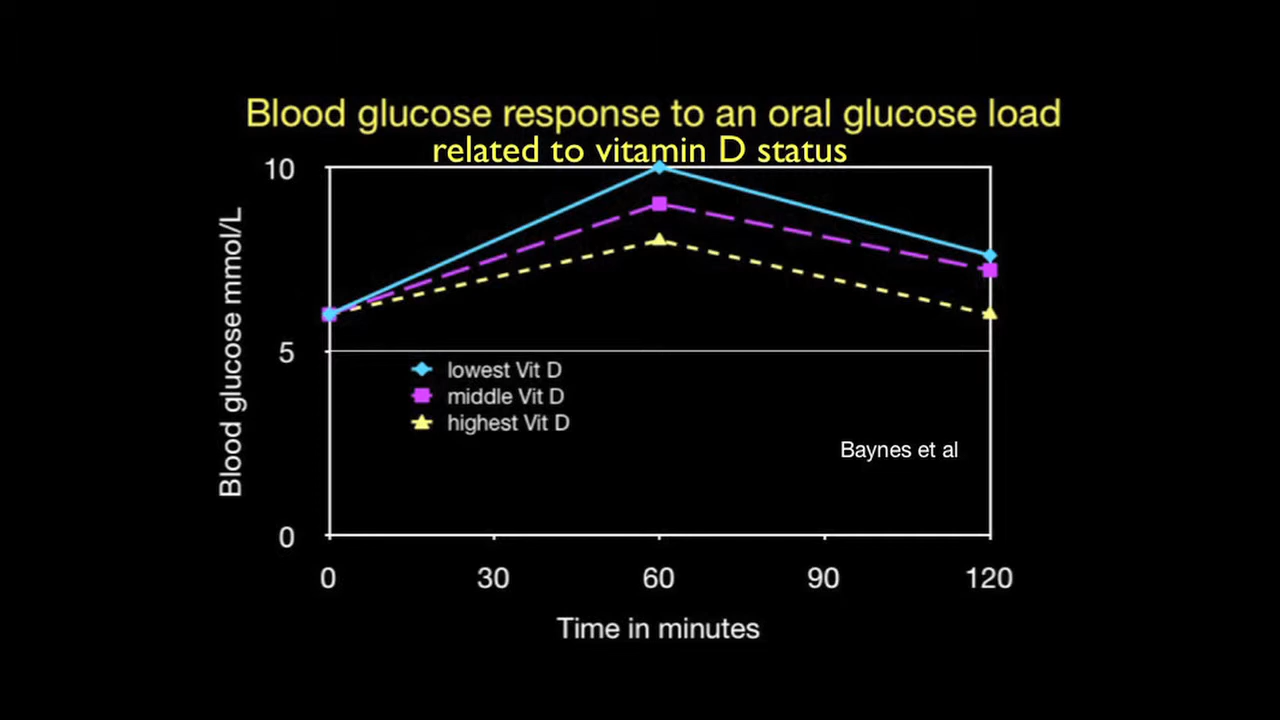 Blood glucose response to an oral glucose load
related to vitamin D status
10
5
0
Blood glucose mmol/L
lowest Vit D
middle Vit D
highest Vit D
Baynes et al
0 30 60 90 120
Time in minutes